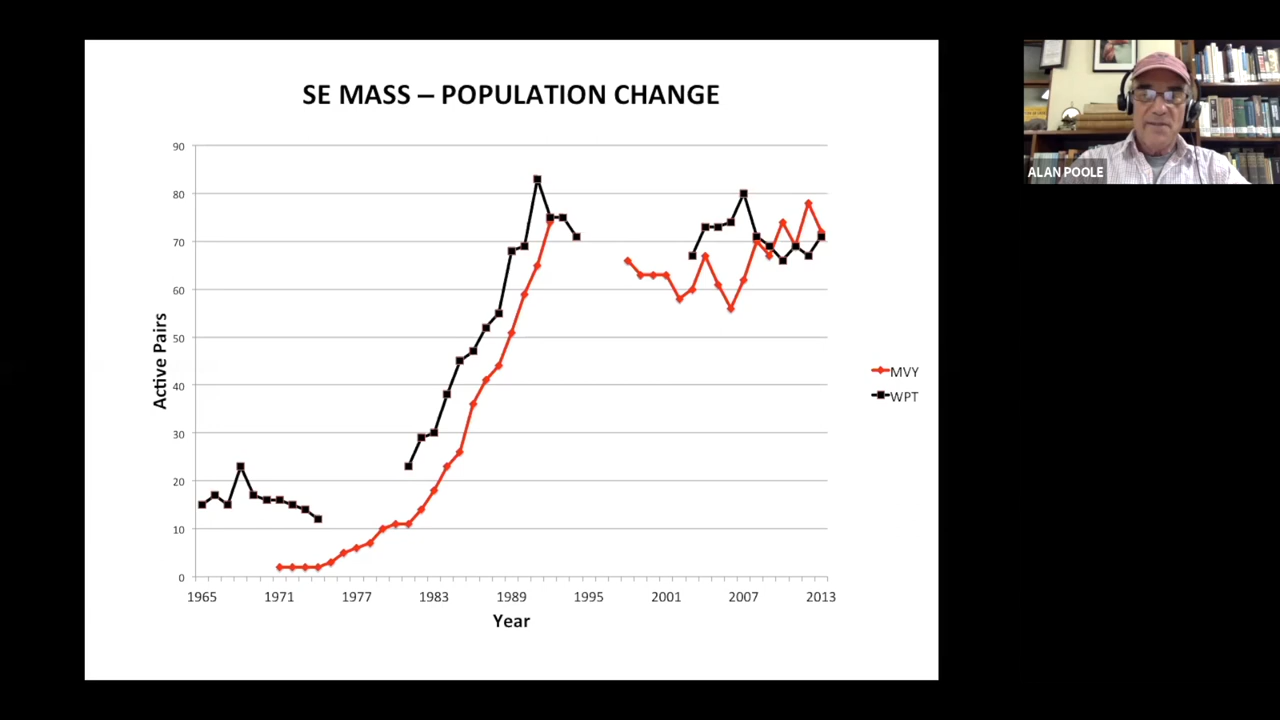 SE MASS – POPULATION CHANGE
90
80
70
60
50
40
30
20
10
0
Active Pairs
1965 1971 1977 1983 1989 1995 2001 2007 2013
Year
MVY
WPT
ALAN POOLE